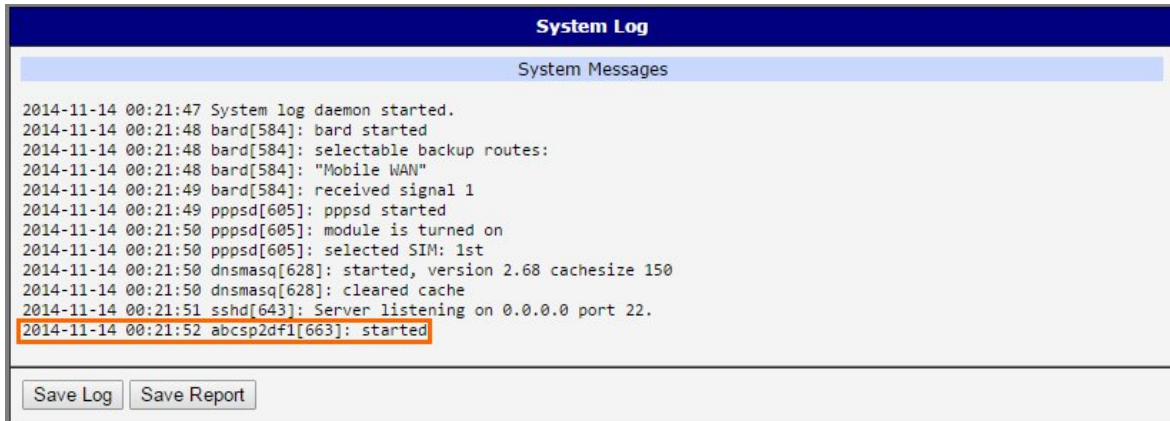 System Log
System Messages
2014-11-14 00:21:47 System log daemon started.
2014-11-14 00:21:48 bard[584]: bard started
2014-11-14 00:21:48 bard[584]: selectable backup routes:
2014-11-14 00:21:48 bard[584]: "Mobile WAN"
2014-11-14 00:21:49 bard[584]: received signal 1
2014-11-14 00:21:49 pppsd[605]: pppsd started
2014-11-14 00:21:50 pppsd[605]: module is turned on
2014-11-14 00:21:50 pppsd[605]: selected SIM: 1st
2014-11-14 00:21:50 dnsmasq[628]: started, version 2.68 cachesize 150
2014-11-14 00:21:50 dnsmasq[628]: cleared cache
2014-11-14 00:21:51 sshd[643]: Server listening on 0.0.0.0 port 22.
2014-11-14 00:21:52 abcsp2df1[663]: started
Save Log Save Report